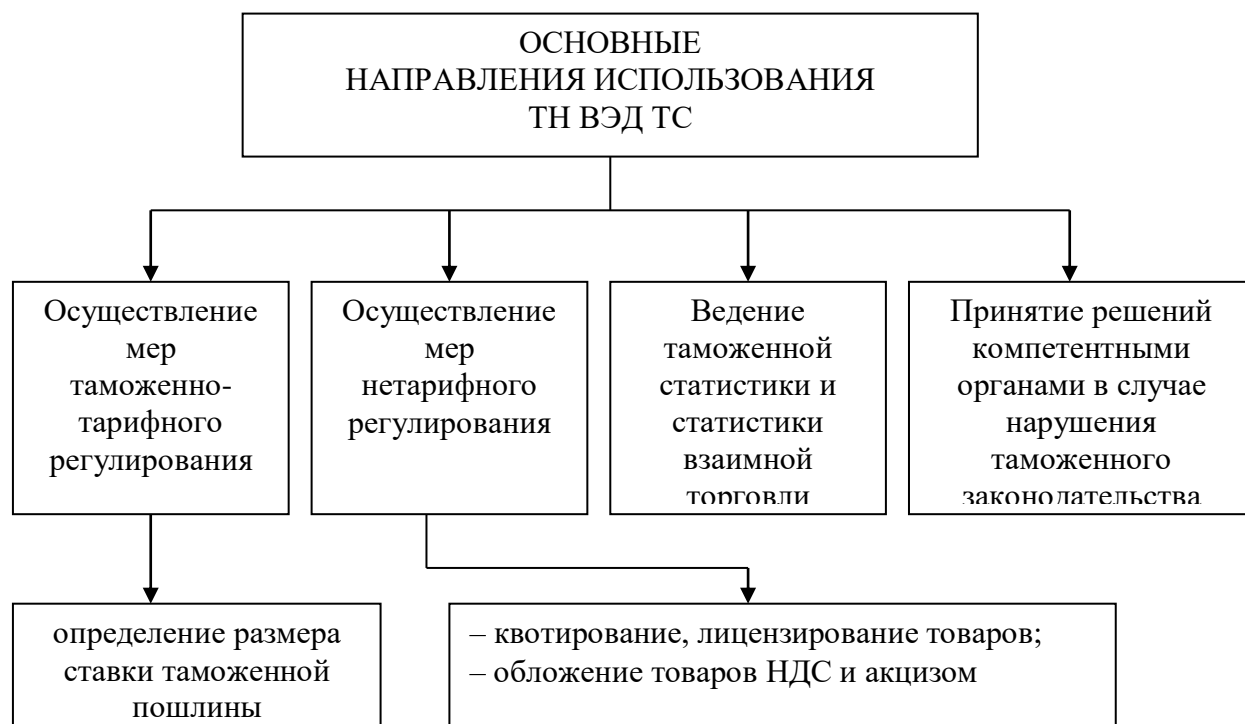 ОСНОВНЫЕ
НАПРАВЛЕНИЯ ИСПОЛЬЗОВАНИЯ
ТН ВЭД ТС
Осуществление
мер
таможенно-
тарифного
регулирования
Осуществление
мер
нетарифного
регулирования
Ведение
таможенной
статистики и
статистики
взаимной
торговли
Принятие решений
компетентными
органами в случае
нарушения
таможенного
законодательства
определение размера
ставки таможенной
пошлины
– квотирование, лицензирование товаров;
– обложение товаров НДС и акцизом